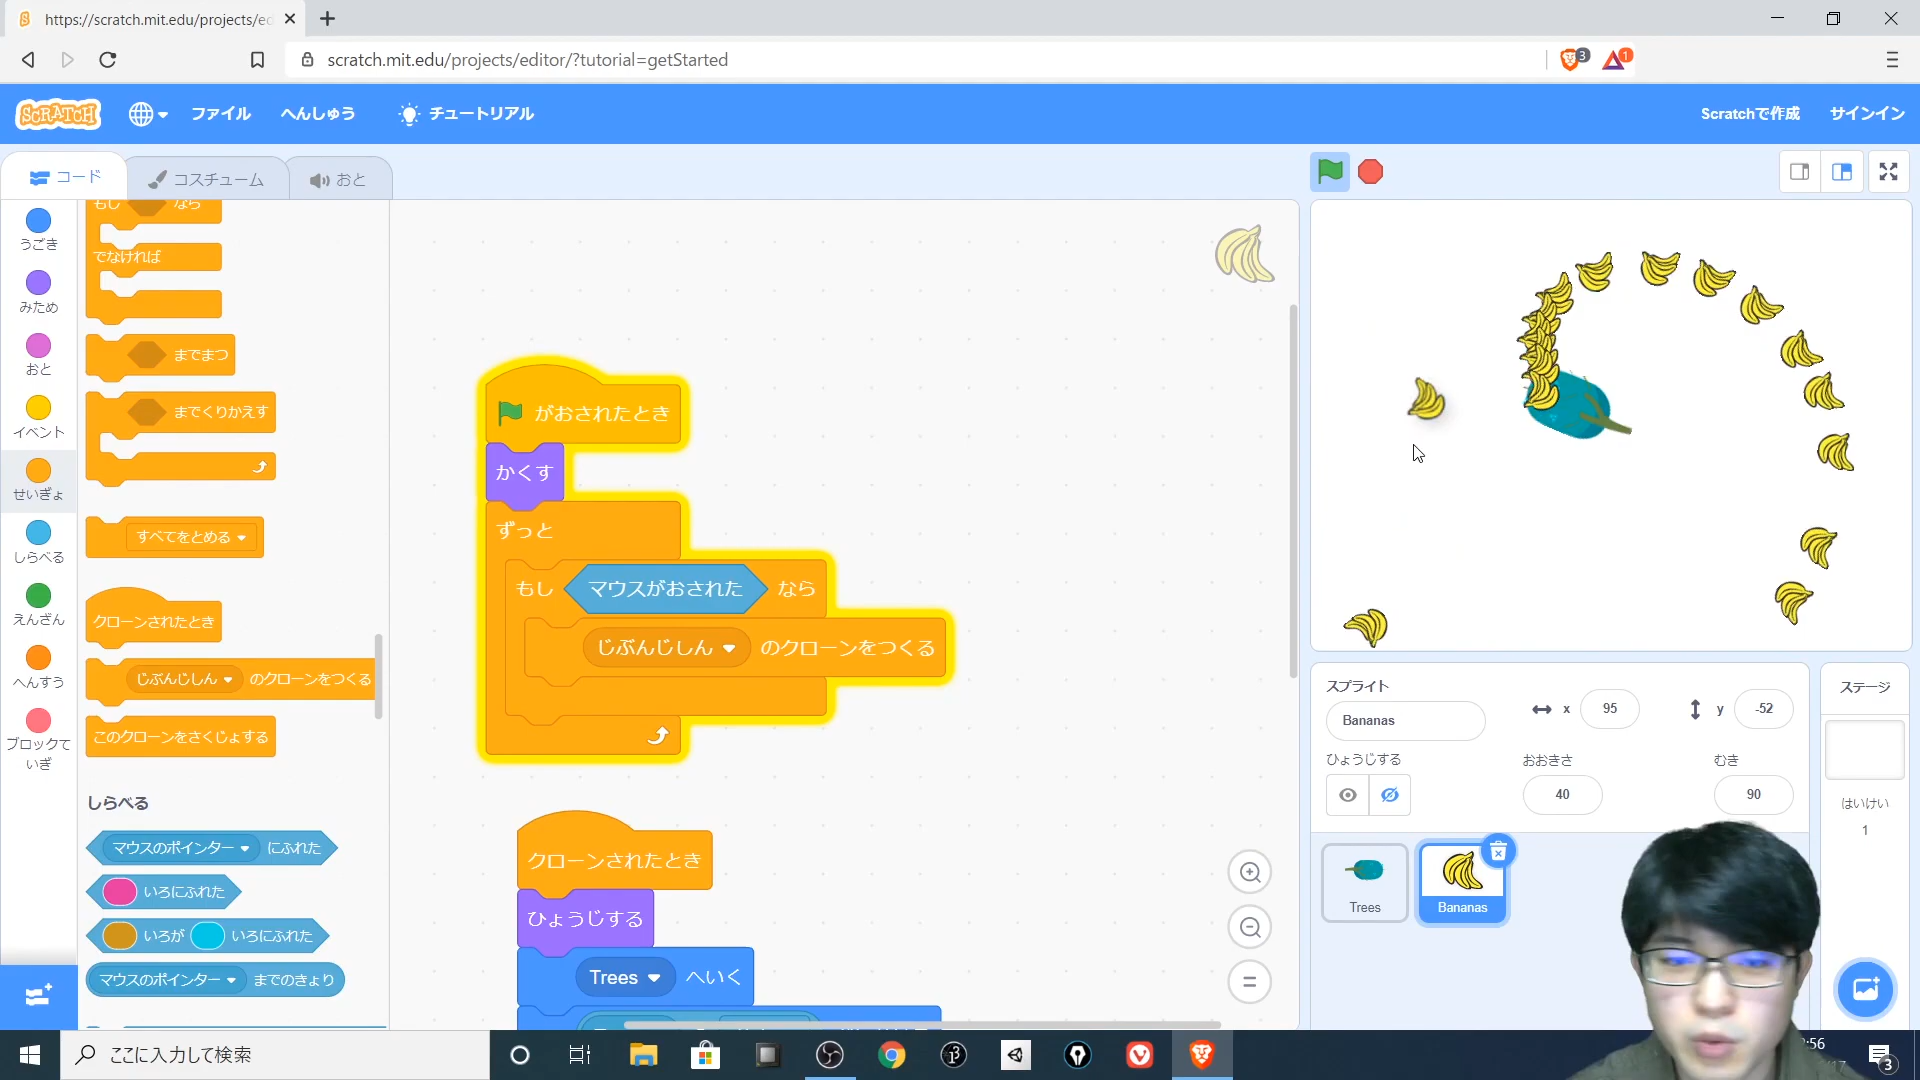 https://scratch.mit.edu/projects/ed
scratch.mit.edu/projects/editor/?tutorial=getStarted
3
1
SCRATCH
ファイル
へんしゅう
チュートリアル
Scratchで作成
サインイン
コード
コスチューム
おと
うごき
みため
おと
イベント
せいぎょ
しらべる
えんざん
へんすう
ブロックて
いぎ
もし なら
でなければ
までまつ
までくりかえす
すべてをとめる
クローンされたとき
じぶんじしん のクローンをつくる
このクローンをさくじょする
しらべる
マウスのポインター にふれた
いろにふれた
いろが いろにふれた
マウスのポインター までのきょり
がおされたとき
かくす
ずっと
もし マウスがおされた なら
じぶんじしん のクローンをつくる
クローンされたとき
ひょうじする
Trees へいく
スプライト
Bananas
x 95
y -52
ひょうじする
おおきさ
40
むき
90
Trees
Bananas
ステージ
はいけい
1
ここに入力して検索
:56
3